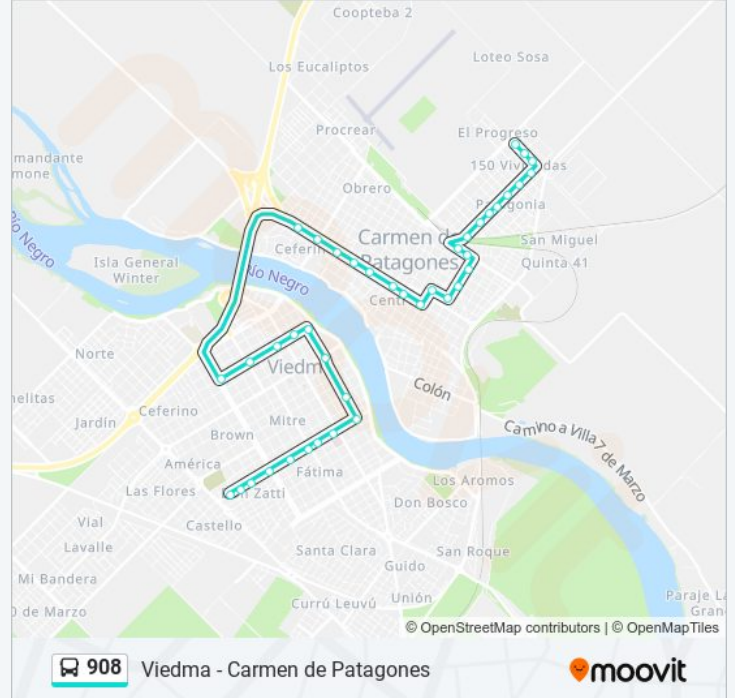 Coopteba 2
Loteo Sosa
Los Eucaliptos
Procrear
El Progreso
mandante
rmone
150 Viviendas
Obrero
Patagonia
Río Negro
Carmen de
Patagones
San Miguel
Ceferino
Isla General
Winter
Río Negro
Quinta 41
Centro
Norte
Viedma
Colón
nelitas
Ceferino
Jardín
Mitre
Camino a Villa 7 de Marzo
Brown
América
Fátima
Los Aromos
Las Flores
Don Zatti
Don Bosco
Vial
Castello
Lavalle
Santa Clara
San Roque
Guido
Mi Bandera
Currú Leuvú
Unión
Paraje La
Gran
0 de Marzo
© OpenStreetMap contributors | © OpenMapTiles
908 Viedma - Carmen de Patagones
moovit